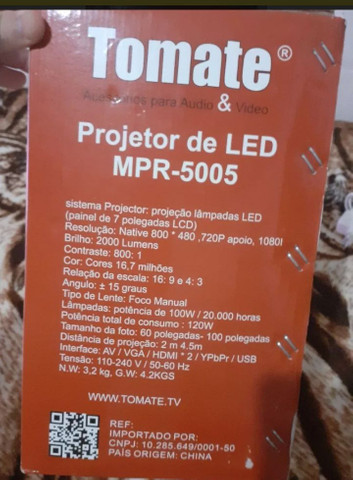 Tomate®
Acessórios para Audio & Video
Projetor de LED
MPR-5005
sistema Projector: projeção lâmpadas LED
(painel de 7 polegadas LCD)
Resolução: Native 800 * 480 ,720P apoio, 1080I
Brilho: 2000 Lumens
Contraste: 800: 1
Cor: Cores 16,7 milhões
Relação da escala: 16: 9 e 4: 3
Angulo: ± 15 graus
Tipo de Lente: Foco Manual
Lâmpadas: potência de 100W / 20.000 horas
Potência total de consumo : 120W
Tamanho da foto: 60 polegadas- 100 polegadas
Distância de projeção: 2 m 4.5m
Interface: AV / VGA / HDMI * 2 / YPbPr / USB
Tensão: 110-240 V / 50-60 Hz
N.W: 3,2 kg, G.W: 4.2KGS
WWW.TOMATE.TV
REF:
IMPORTADO POR:
CNPJ: 10.285.649/0001-50
PAÍS ORIGEM: CHINA